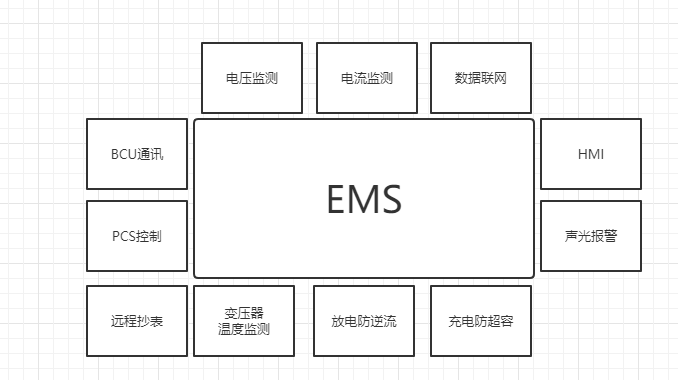 电压监测
电流监测
数据联网
BCU通讯
EMS
HMI
PCS控制
声光报警
远程抄表
变压器
温度监测
放电防逆流
充电防超容